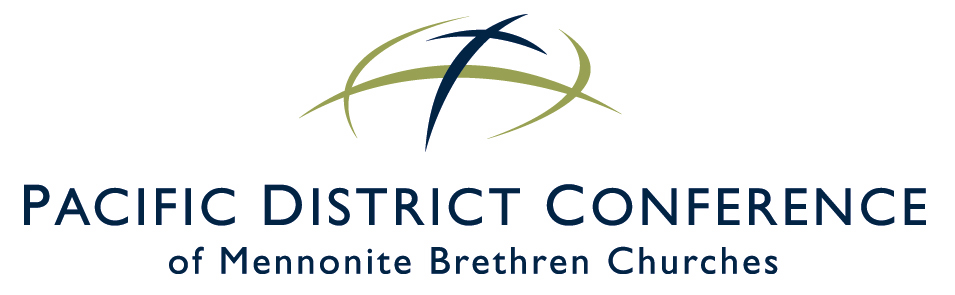 PACIFIC DISTRICT CONFERENCE
of Mennonite Brethren Churches